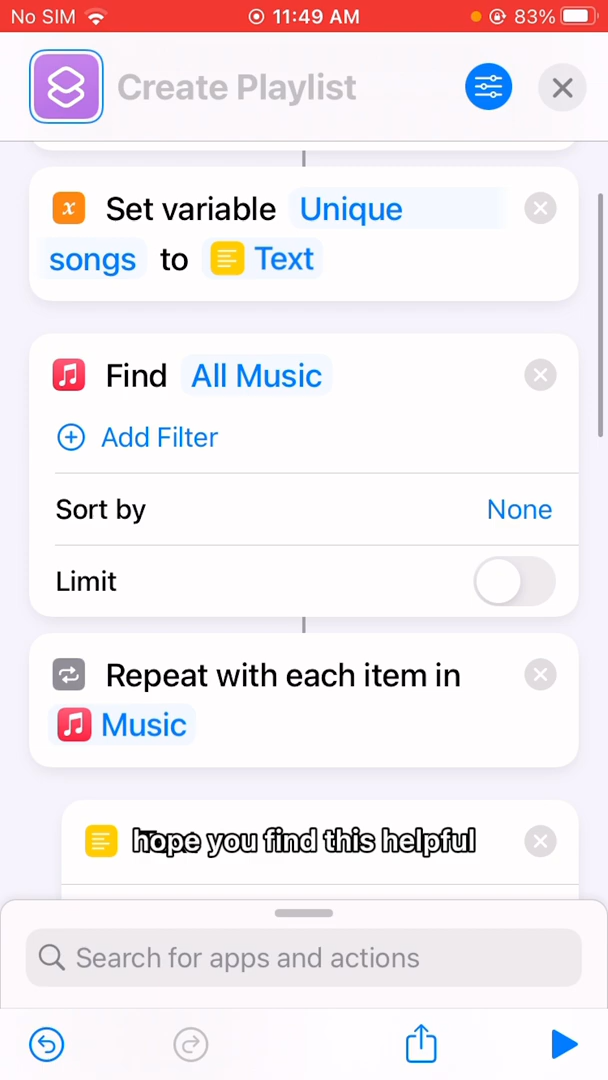 No SIM 11:49 AM 83%
Create Playlist
Set variable Unique
songs to Text
Find All Music
Add Filter
Sort by None
Limit
Repeat with each item in
Music
hope you find this helpful
Search for apps and actions